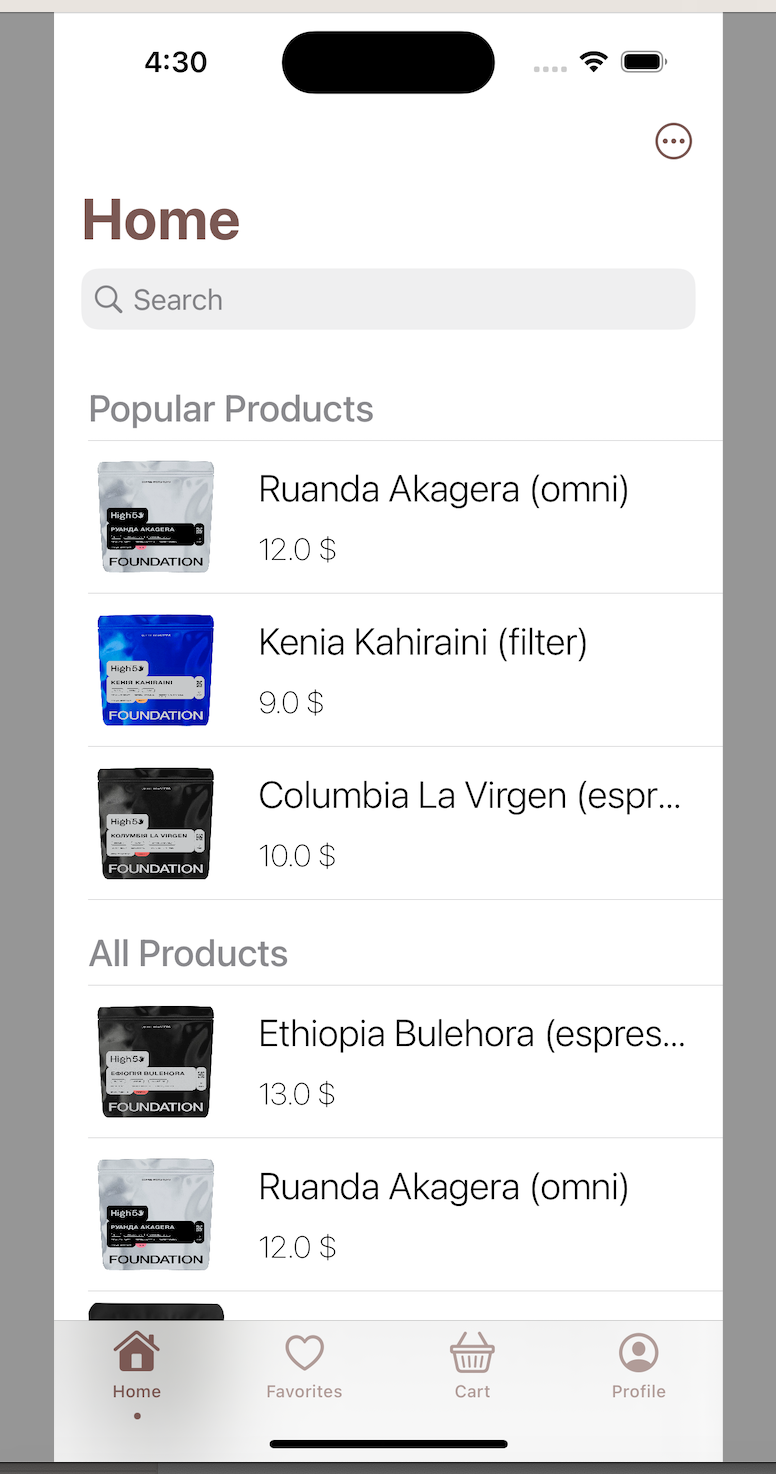 4:30
Home
Search
Popular Products
High5
РУАНДА AKAGERA
FOUNDATION
Ruanda Akagera (omni)
12.0 $
High5
КЕНІЯ KAHIRAINI
FOUNDATION
Kenia Kahiraini (filter)
9.0 $
High5
КОЛУМБІЯ LA VIRGEN
FOUNDATION
Columbia La Virgen (espr...
10.0 $
All Products
High5
ЕФІОПІЯ BULEHORA
FOUNDATION
Ethiopia Bulehora (espres...
13.0 $
High5
РУАНДА AKAGERA
FOUNDATION
Ruanda Akagera (omni)
12.0 $
Home
Favorites
Cart
Profile